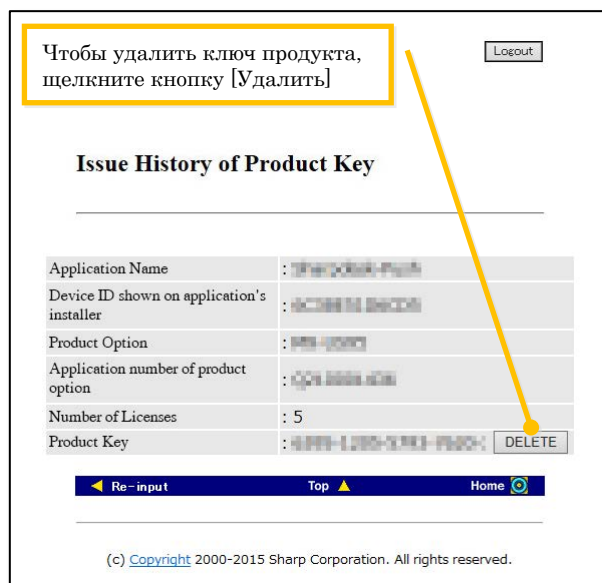 Чтобы удалить ключ продукта,
щелкните кнопку [Удалить]
Logout
Issue History of Product Key
Application Name :
Device ID shown on application's
installer :
Product Option :
Application number of product
option :
Number of Licenses : 5
Product Key : DELETE
Re-input Top Home
(c) Copyright 2000-2015 Sharp Corporation. All rights reserved.